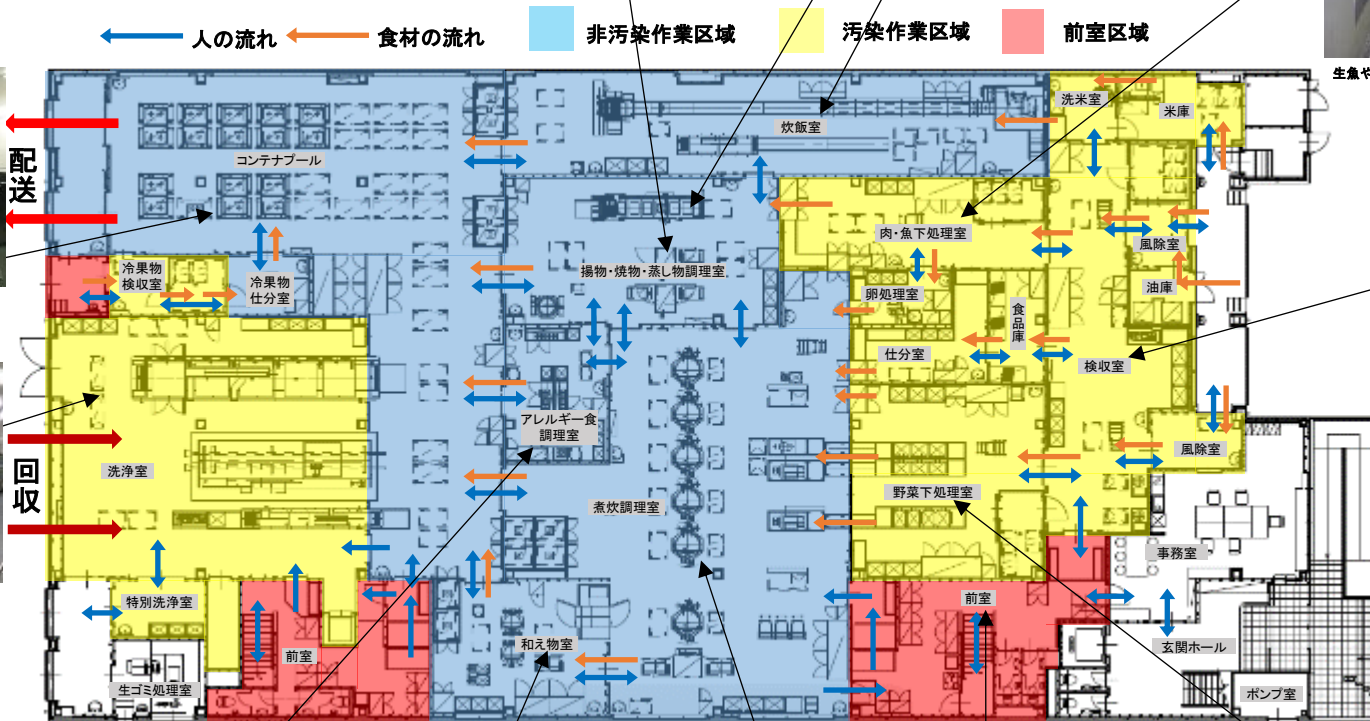 人の流れ
食材の流れ
非汚染作業区域
汚染作業区域
前室区域
生魚や
配送
回収
コンテナプール
炊飯室
洗米室
米庫
肉・魚下処理室
風除室
揚物・焼物・蒸し物調理室
冷果物
検収室
冷果物
仕分室
卵処理室
食品庫
油庫
仕分室
検収室
アレルギー食
調理室
風除室
洗浄室
煮炊調理室
野菜下処理室
事務室
特別洗浄室
前室
前室
和え物室
玄関ホール
生ゴミ処理室
ポンプ室